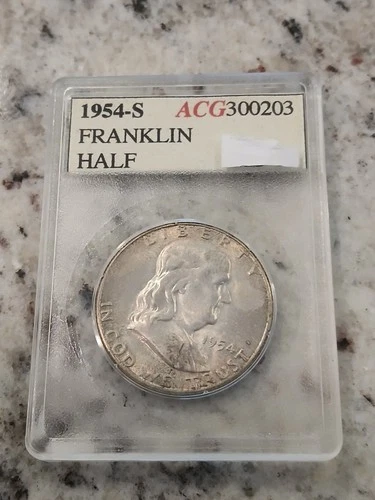 1954-S ACG300203
FRANKLIN
HALF
LIBERTY
1954
IN GOD WE TRUST